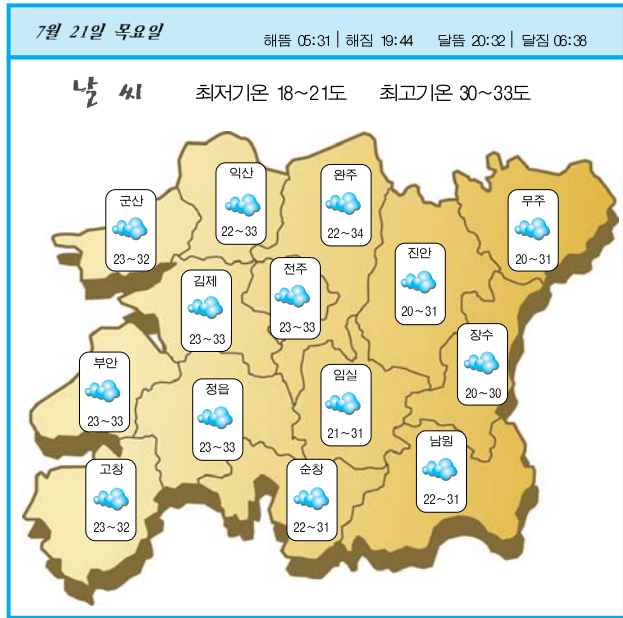 7월 21일 목요일
해뜸 05:31 | 해짐 19:44 달뜸 20:32 | 달짐 06:38
날 씨 최저기온 18~21도 최고기온 30~33도
군산
23~32
익산
22~33
완주
22~34
무주
20~31
진안
20~31
김제
23~33
전주
23~33
장수
20~30
부안
23~33
정읍
23~33
임실
21~31
남원
22~31
고창
23~32
순창
22~31